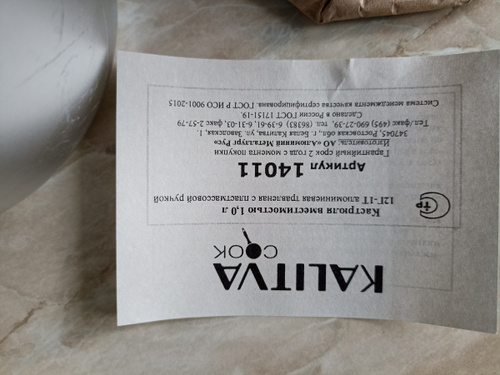 KALITVA
COOK
Кастрюля вместимостью 1,0 л
12Г-1Т алюминиевая травленая с пластмассовой ручкой
Артикул 14011
Гарантийный срок 2 года с момента покупки
Изготовитель: АО «Алюминий Металлург Рус»
347045, Ростовская обл., г. Белая Калитва, ул. Заводская, 1.
Тел/факс (495) 690-27-39, тел. (86383) 6-39-61, 6-31-03, факс 2-57-79
Сделано в России ГОСТ 17151-19.
Система менеджмента качества сертифицирована. ГОСТ Р ИСО 9001-2015